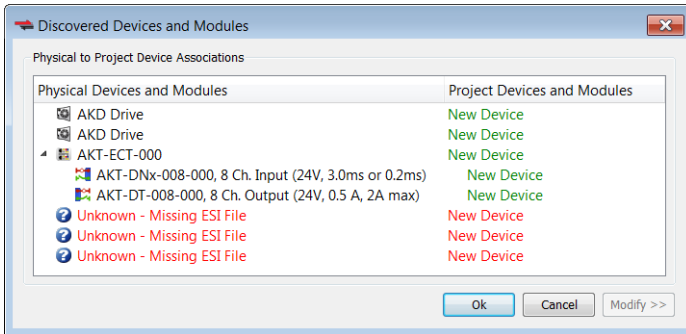 Discovered Devices and Modules
Physical to Project Device Associations
Physical Devices and Modules Project Devices and Modules
AKD Drive New Device
AKD Drive New Device
AKT-ECT-000 New Device
AKT-DNx-008-000, 8 Ch. Input (24V, 3.0ms or 0.2ms) New Device
AKT-DT-008-000, 8 Ch. Output (24V, 0.5 A, 2A max) New Device
Unknown - Missing ESI File New Device
Unknown - Missing ESI File New Device
Unknown - Missing ESI File New Device
Ok Cancel Modify >>